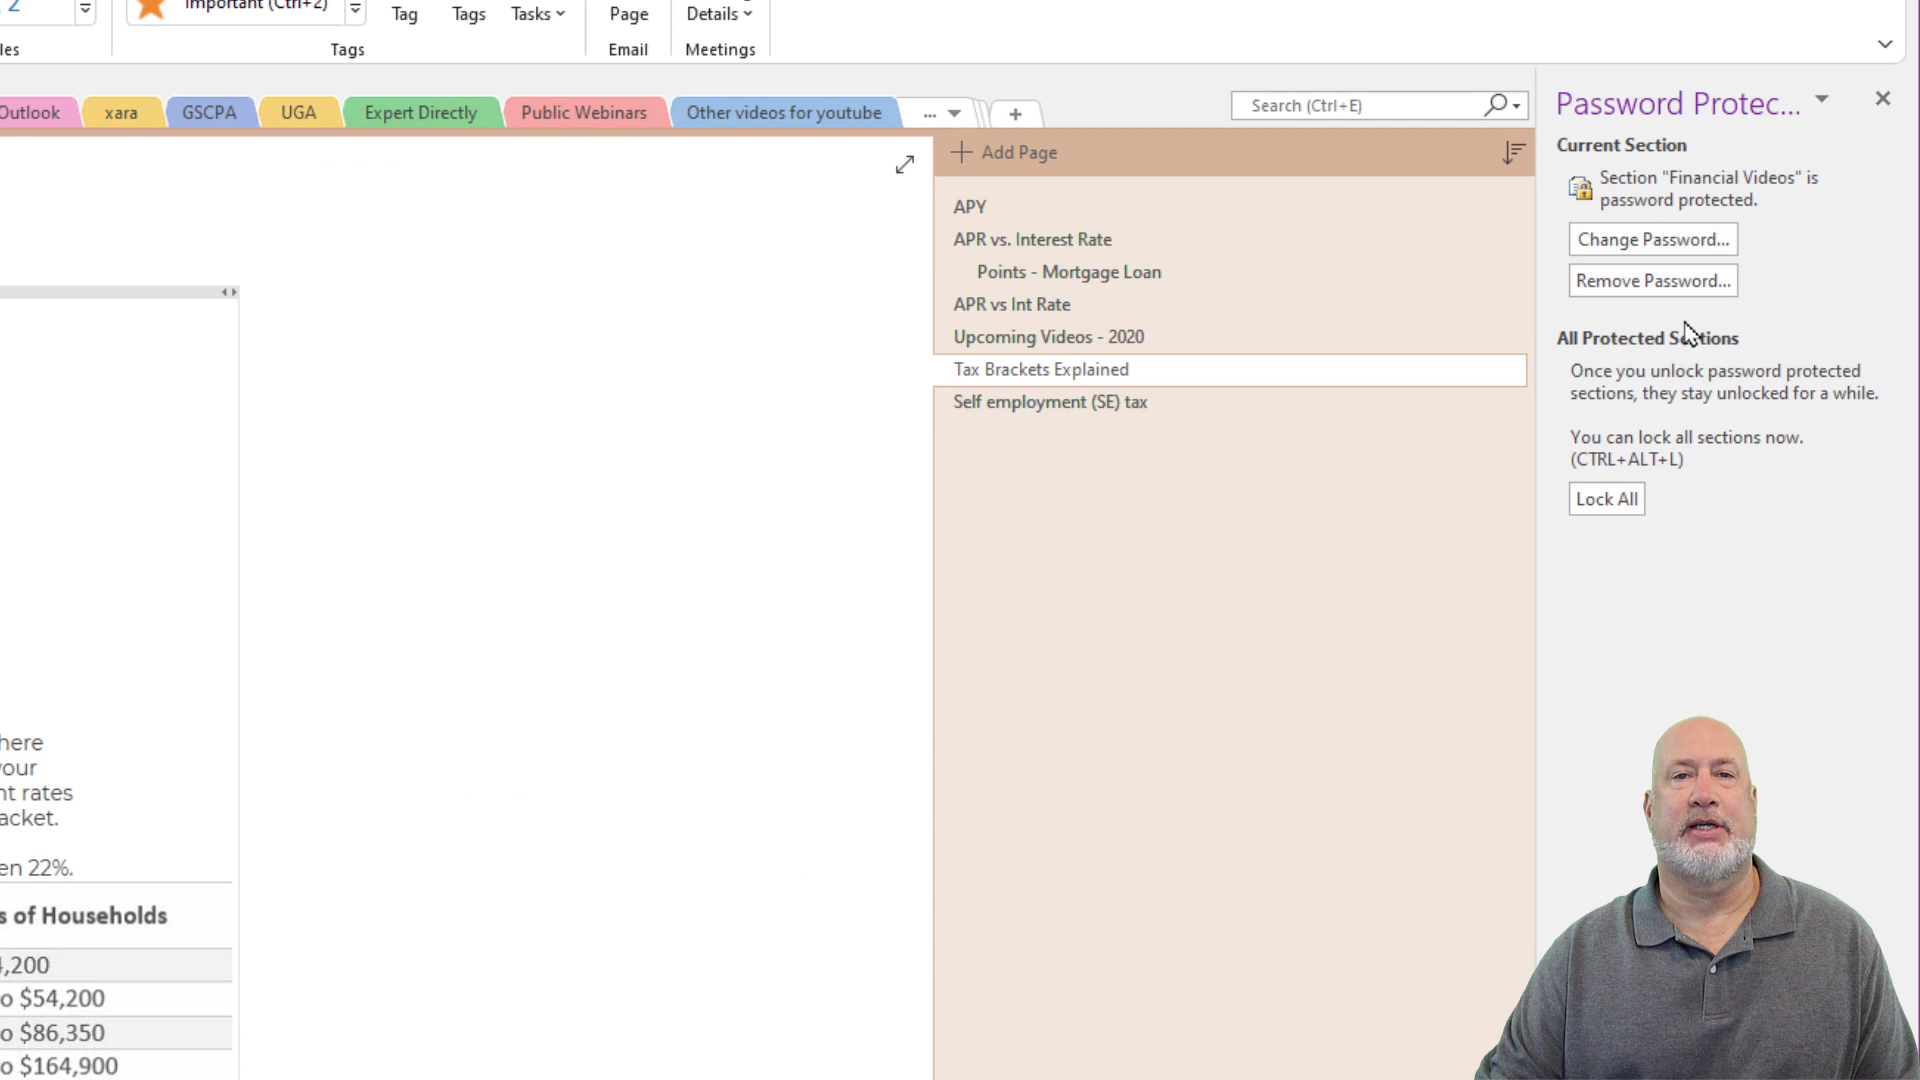 2
Important (Ctrl+2)
Tag
Tags
Tasks
Page
Details
Tags
Email
Meetings
les
Outlook
xara
GSCPA
UGA
Expert Directly
Public Webinars
Other videos for youtube
...
+
Search (Ctrl+E)
Password Protec...
Current Section
Section "Financial Videos" is
password protected.
Change Password...
Remove Password...
All Protected Sections
Once you unlock password protected
sections, they stay unlocked for a while.
You can lock all sections now.
(CTRL+ALT+L)
Lock All
Add Page
APY
APR vs. Interest Rate
Points - Mortgage Loan
APR vs Int Rate
Upcoming Videos - 2020
Tax Brackets Explained
Self employment (SE) tax
here
your
nt rates
acket.
en 22%.
s of Households
4,200
o $54,200
o $86,350
o $164,900